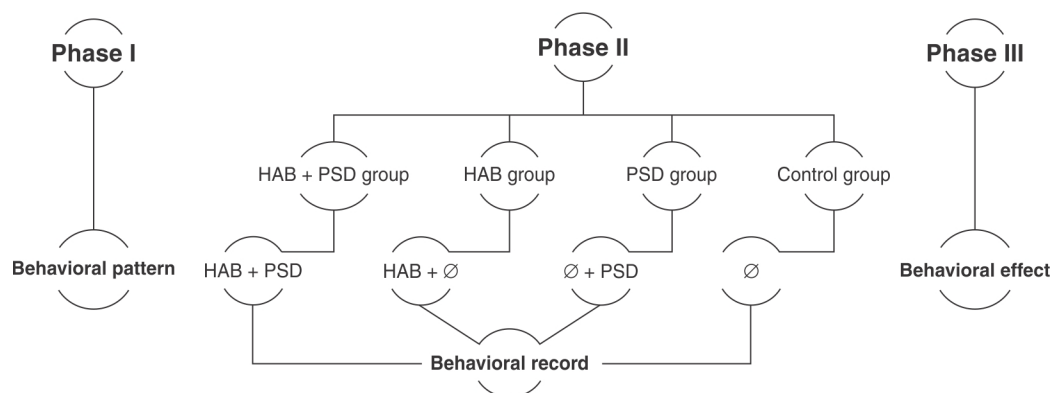 Phase I
Phase II
Phase III
HAB + PSD group
HAB group
PSD group
Control group
Behavioral pattern
HAB + PSD
HAB + ∅
∅ + PSD
∅
Behavioral effect
Behavioral record